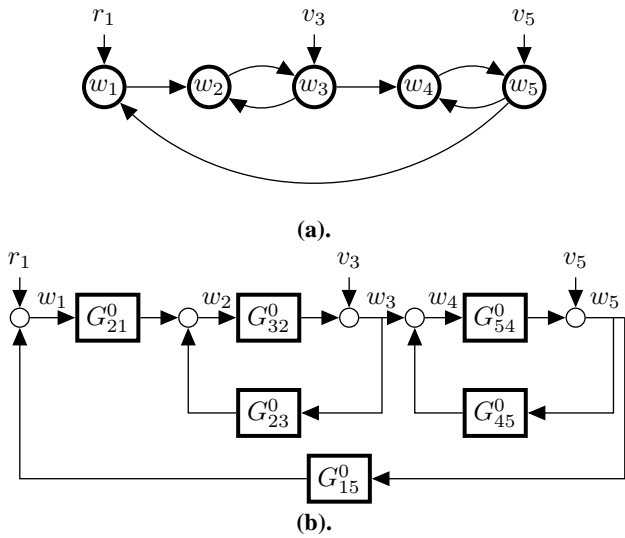 r₁ v₃ v₅
w₁ w₂ w₃ w₄ w₅
(a).
r₁ v₃ v₅
w₁ G⁰₂₁ w₂ G⁰₃₂ w₃ w₄ G⁰₅₄ w₅
G⁰₂₃ G⁰₄₅
G⁰₁₅
(b).